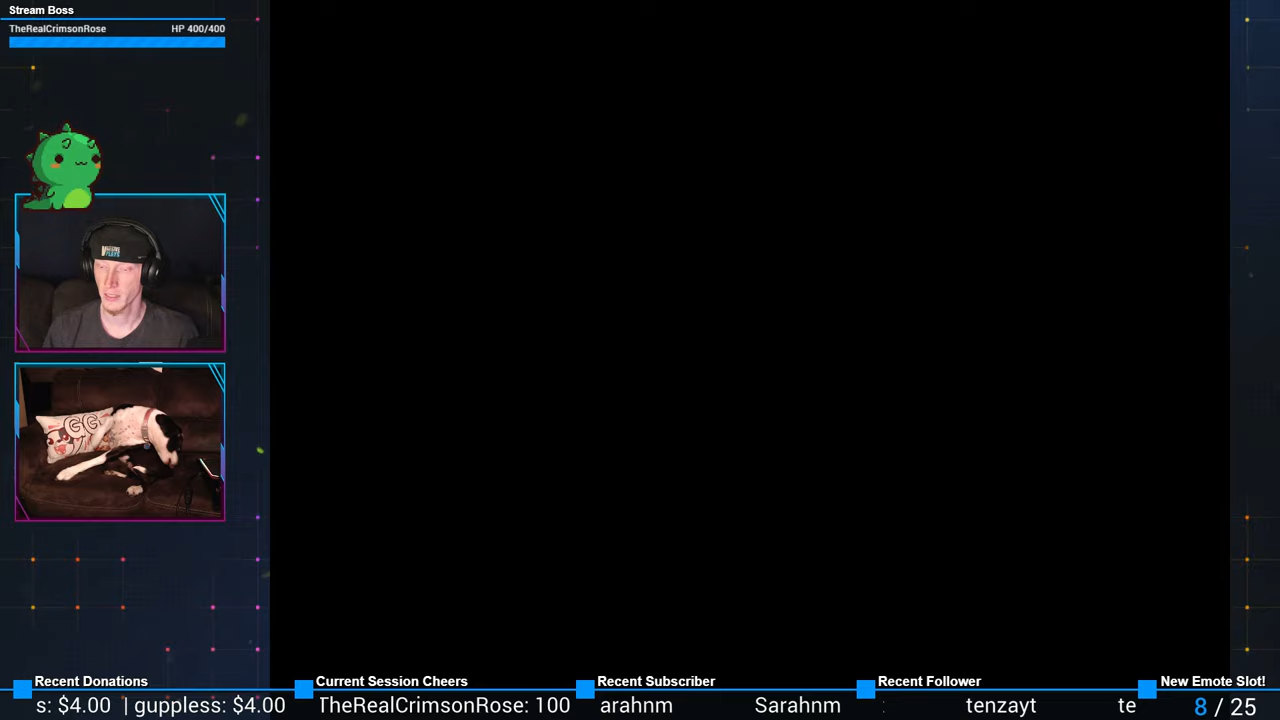 Stream Boss
TheRealCrimsonRose HP 400/400
GG
Recent Donations
Current Session Cheers
Recent Subscriber
Recent Follower
New Emote Slot!
s: $4.00 | guppless: $4.00
TheRealCrimsonRose: 100
arahnm Sarahnm
: tenzayt te
8 / 25